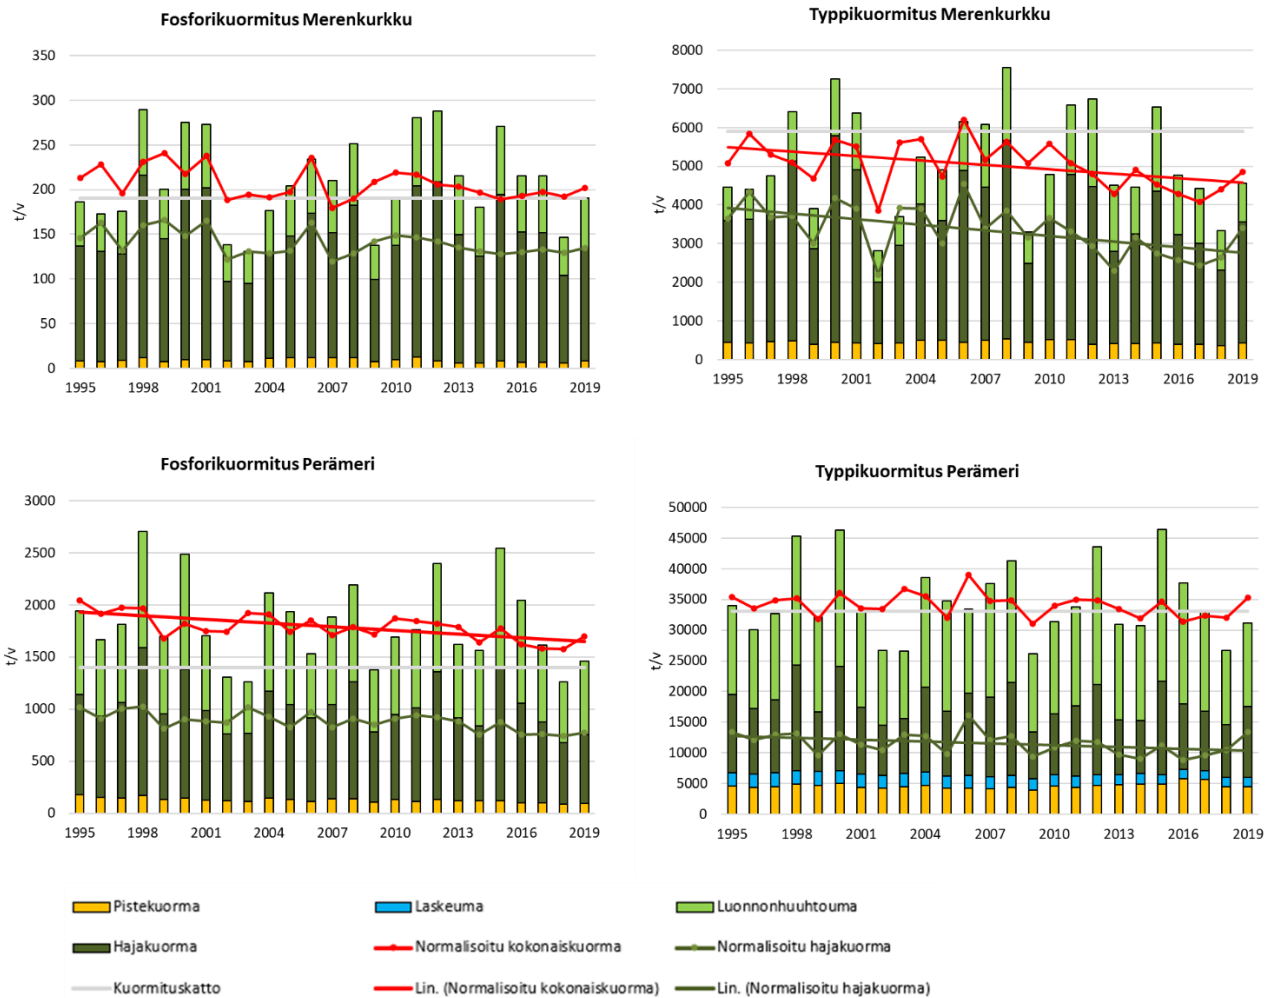 Fosforikuormitus Merenkurkku
350
300
250
200
150
100
50
0
t/v
1995 1998 2001 2004 2007 2010 2013 2016 2019
Typpikuormitus Merenkurkku
8000
7000
6000
5000
4000
3000
2000
1000
0
t/v
1995 1998 2001 2004 2007 2010 2013 2016 2019
Fosforikuormitus Perämeri
3000
2500
2000
1500
1000
500
0
t/v
1995 1998 2001 2004 2007 2010 2013 2016 2019
Typpikuormitus Perämeri
50000
45000
40000
35000
30000
25000
20000
15000
10000
5000
0
t/v
1995 1998 2001 2004 2007 2010 2013 2016 2019
Pistekuorma Laskeuma Luonnonhuuhtouma
Hajakuorma Normalisoitu kokonaiskuorma Normalisoitu hajakuorma
Kuormituskatto Lin. (Normalisoitu kokonaiskuorma) Lin. (Normalisoitu hajakuorma)